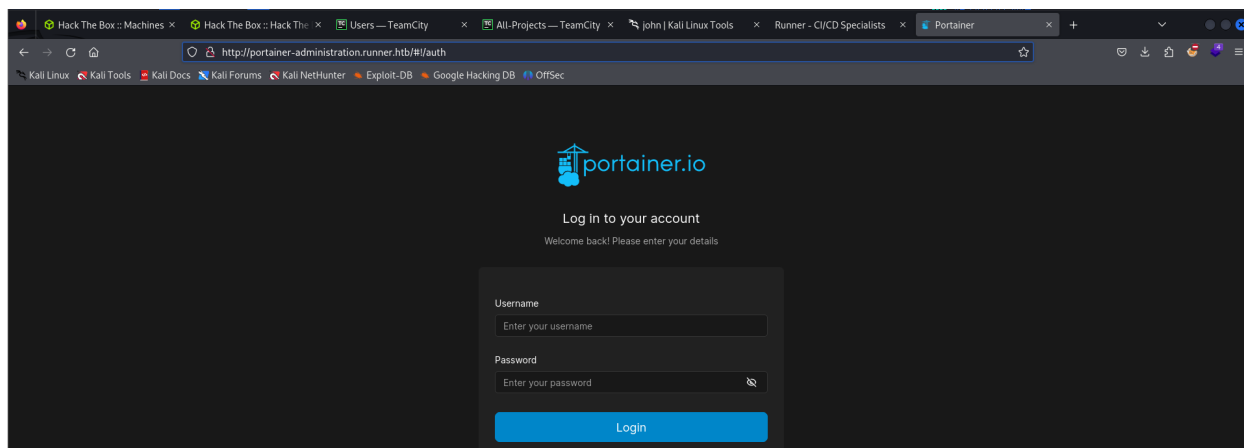 Hack The Box :: Machines
Hack The Box :: Hack The
TC Users — TeamCity
TC All-Projects — TeamCity
john | Kali Linux Tools
Runner - CI/CD Specialists
Portainer
http://portainer-administration.runner.htb/#!/auth
Kali Linux Kali Tools Kali Docs Kali Forums Kali NetHunter Exploit-DB Google Hacking DB OffSec
portainer.io
Log in to your account
Welcome back! Please enter your details
Username
Enter your username
Password
Enter your password
Login